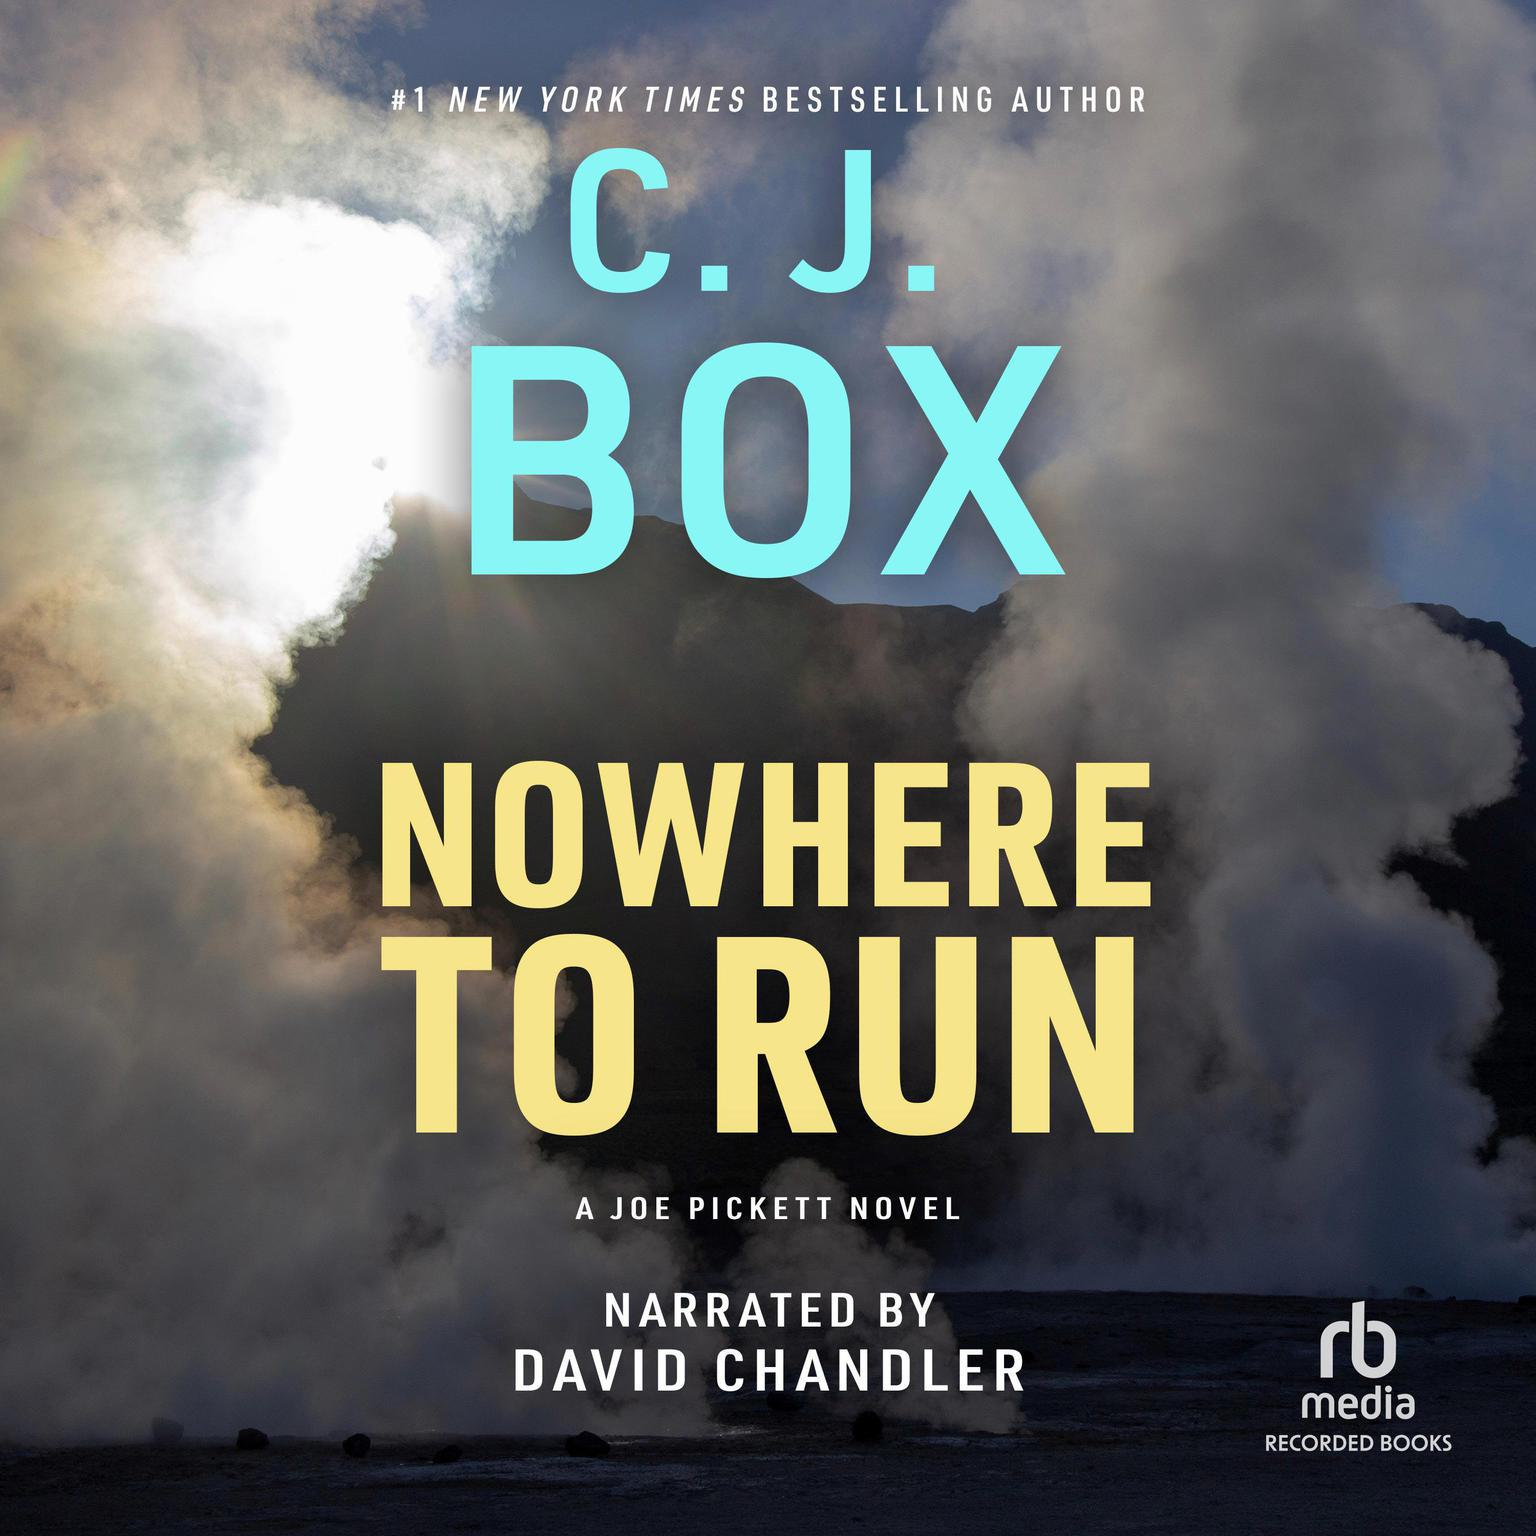 #1 NEW YORK TIMES BESTSELLING AUTHOR
C. J.
BOX
NOWHERE
TO RUN
A JOE PICKETT NOVEL
NARRATED BY
DAVID CHANDLER
rb
media
RECORDED BOOKS